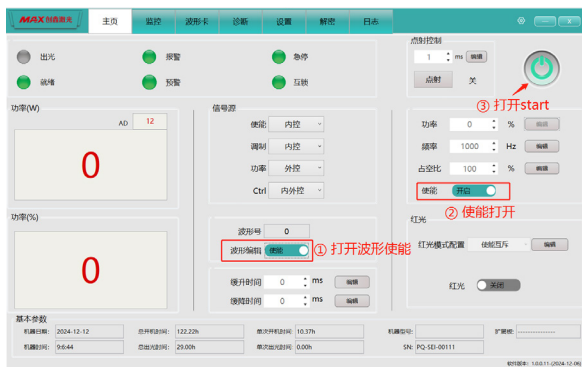 MAX 创鑫激光 主页 监控 波形卡 诊断 设置 解密 日志
出光 报警 急停
就绪 预警 互锁
点射控制
1 ms 编辑
点射 关
③ 打开start
功率(W)
AD 12
0
信号源
使能 内控
调制 内控
功率 外控
Ctrl 内外控
功率 0 % 编辑
频率 1000 Hz 编辑
占空比 100 % 编辑
使能 开启
② 使能打开
功率(%)
0
波形号 0
波形编辑 使能 ① 打开波形使能
缓升时间 0 ms 编辑
缓降时间 0 ms 编辑
红光
红光模式配置 使能互斥 编辑
红光 关闭
基本参数
机器日期: 2024-12-12 总开机时间: 122.22h 单次开机时间: 10.37h 机器型号: 扩展板: --------------
机器时间: 9:6:44 总出光时间: 29.00h 单次出光时间: 0.00h SN: PQ-SEI-00111
软件版本: 1.0.0.11-(2024-12-06)